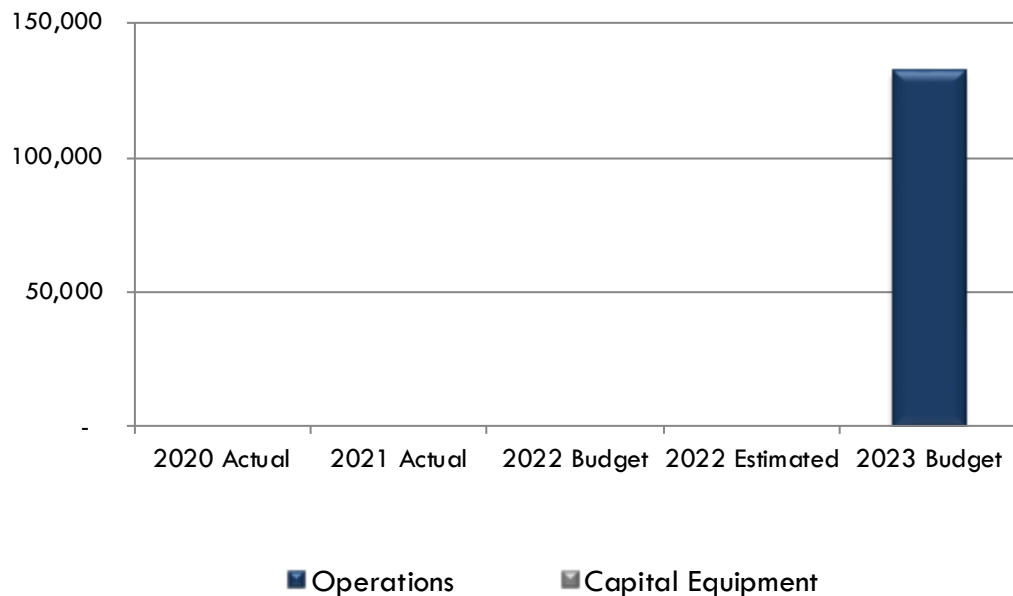 150,000
100,000
50,000
-
2020 Actual 2021 Actual 2022 Budget 2022 Estimated 2023 Budget
Operations Capital Equipment